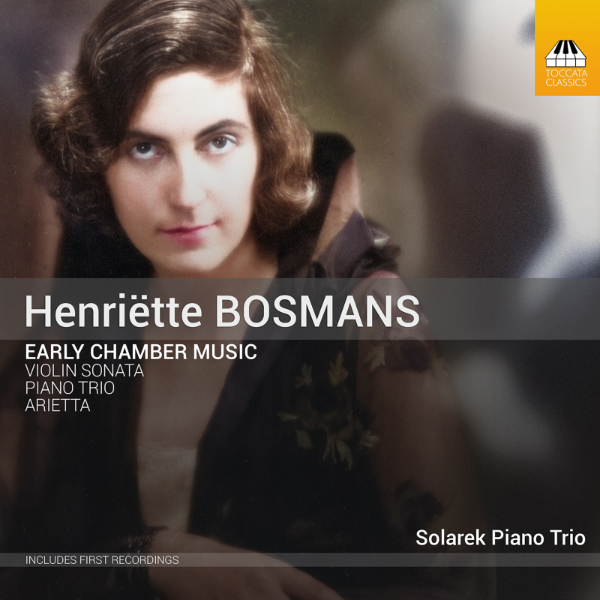 TOCCATA
CLASSICS
Henriëtte BOSMANS
EARLY CHAMBER MUSIC
VIOLIN SONATA
PIANO TRIO
ARIETTA
Solarek Piano Trio
INCLUDES FIRST RECORDINGS